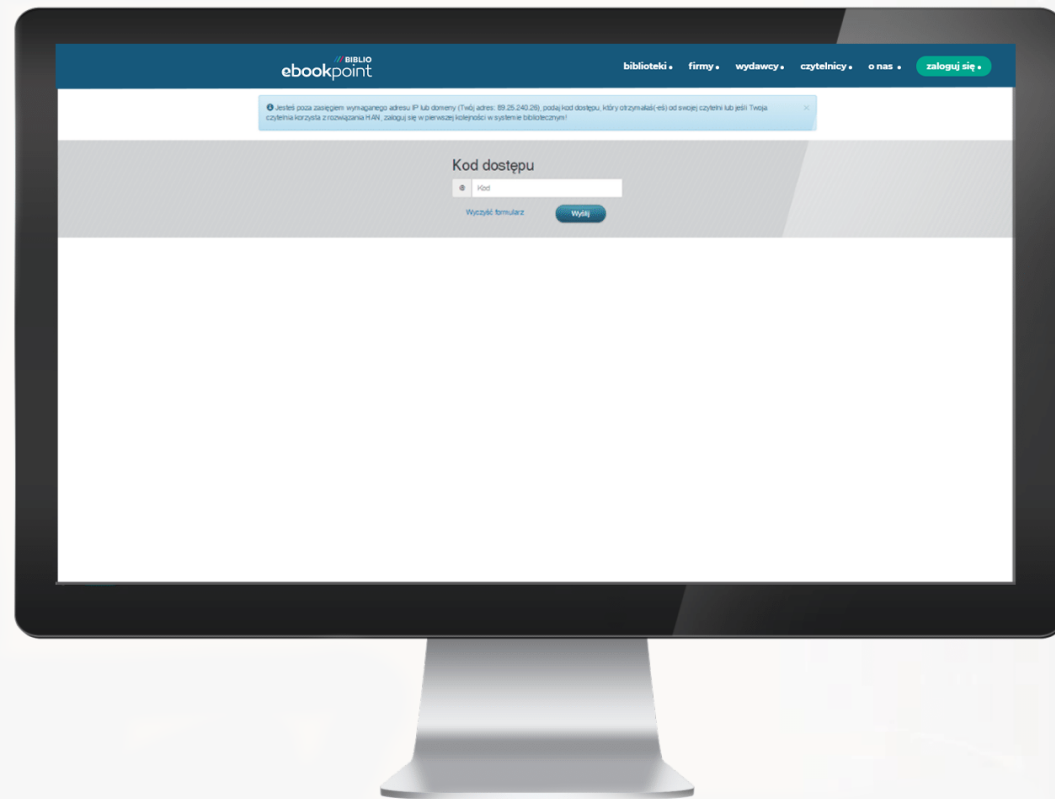 ///BIBLIO
ebookpoint
biblioteki
firmy
wydawcy
czytelnicy
o nas
zaloguj się
Jesteś poza zasięgiem wymaganego adresu IP lub domeny (Twój adres: 89.25.240.26), podaj kod dostępu, który otrzymałaś(-eś) od swojej czytelni lub jeśli Twoja
czytelnia korzysta z rozwiązania HAN, zaloguj się w pierwszej kolejności w systemie bibliotecznym!
×
Kod dostępu
Kod
Wyczyść formularz
Wyślij